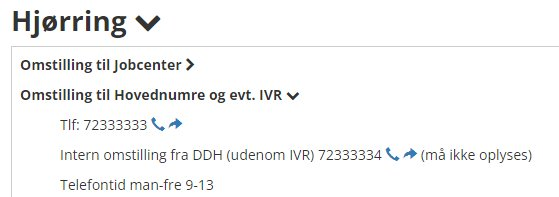 Hjørring
Omstilling til Jobcenter
Omstilling til Hovednumre og evt. IVR
Tlf: 72333333
Intern omstilling fra DDH (udenom IVR) 72333334 (må ikke oplyses)
Telefontid man-fre 9-13